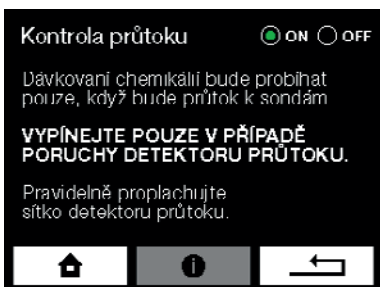 Kontrola průtoku ON OFF
Dávkovaní chemikálií bude probíhat
pouze, když bude průtok k sondám
VYPÍNEJTE POUZE V PŘÍPADĚ
PORUCHY DETEKTORU PRŮTOKU.
Pravidelně proplachujte
sítko detektoru průtoku.